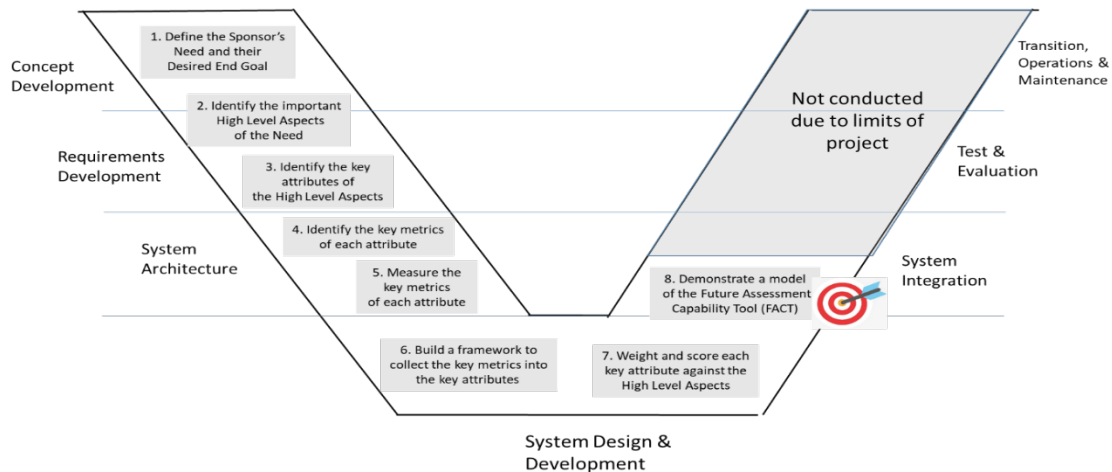 Concept
Development
1. Define the Sponsor's
Need and their
Desired End Goal
2. Identify the important
High Level Aspects
of the Need
Requirements
Development
3. Identify the key
attributes of
the High Level Aspects
System
Architecture
4. Identify the key metrics
of each attribute
5. Measure the
key metrics
of each attribute
6. Build a framework to
collect the key metrics into
the key attributes
7. Weight and score each
key attribute against the
High Level Aspects
System Design &
Development
8. Demonstrate a model
of the Future Assessment
Capability Tool (FACT)
System
Integration
Not conducted
due to limits of
project
Test &
Evaluation
Transition,
Operations &
Maintenance